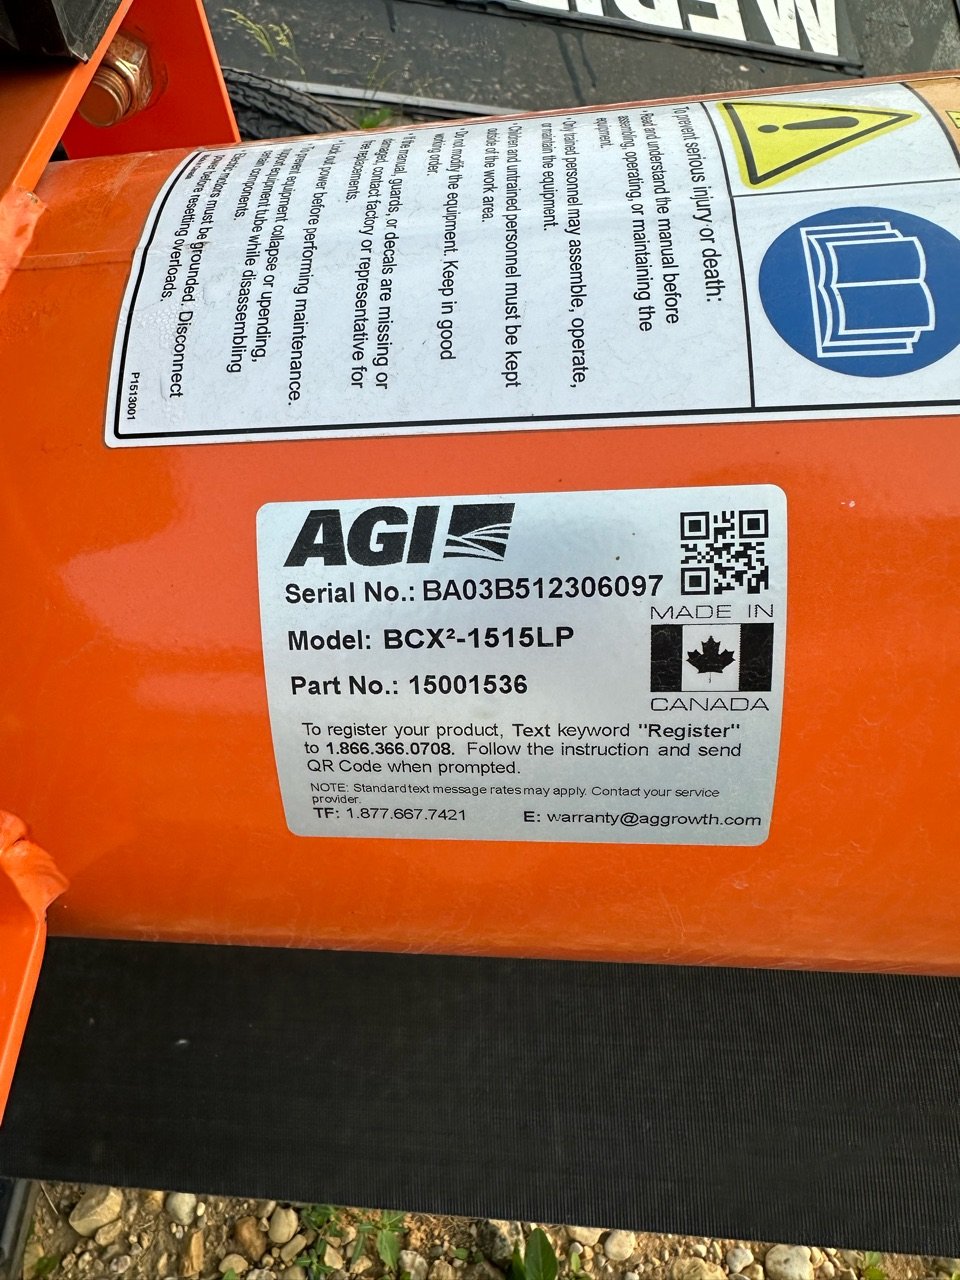 MERID
To prevent serious injury or death:
• Read and understand the manual before
assembling, operating, or maintaining the
equipment.
• Only trained personnel may assemble, operate,
or maintain the equipment.
• Children and untrained personnel must be kept
outside of the work area.
• Do not modify the equipment. Keep in good
working order.
• If the manual, guards, or decals are missing or
damaged, contact factory or representative for
free replacements.
• Lock out power before performing maintenance.
• To prevent equipment collapse or upending,
support equipment tube while disassembling
certain components.
• Electric motors must be grounded. Disconnect
power before resetting overloads.
P1513001
AGI
Serial No.: BA03B512306097
Model: BCX²-1515LP
Part No.: 15001536
MADE IN
CANADA
To register your product, Text keyword "Register"
to 1.866.366.0708. Follow the instruction and send
QR Code when prompted.
NOTE: Standard text message rates may apply. Contact your service
provider.
TF: 1.877.667.7421 E: warranty@aggrowth.com